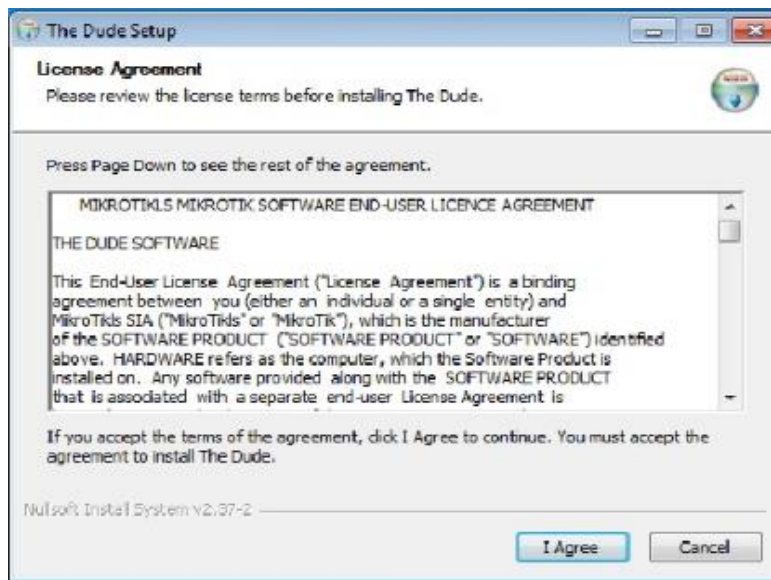 The Dude Setup
License Agreement
Please review the license terms before installing The Dude.
Press Page Down to see the rest of the agreement.
MIKROTIKLS MIKROTIK SOFTWARE END-USER LICENCE AGREEMENT
THE DUDE SOFTWARE
This End-User License Agreement ("License Agreement") is a binding
agreement between you (either an individual or a single entity) and
MikroTikls SIA ("MikroTikls" or "MikroTik"), which is the manufacturer
of the SOFTWARE PRODUCT ("SOFTWARE PRODUCT" or "SOFTWARE") identified
above. HARDWARE refers as the computer, which the Software Product is
installed on. Any software provided along with the SOFTWARE PRODUCT
that is associated with a separate end-user License Agreement is
If you accept the terms of the agreement, click I Agree to continue. You must accept the
agreement to install The Dude.
Nullsoft Install System v2.37-2
I Agree
Cancel